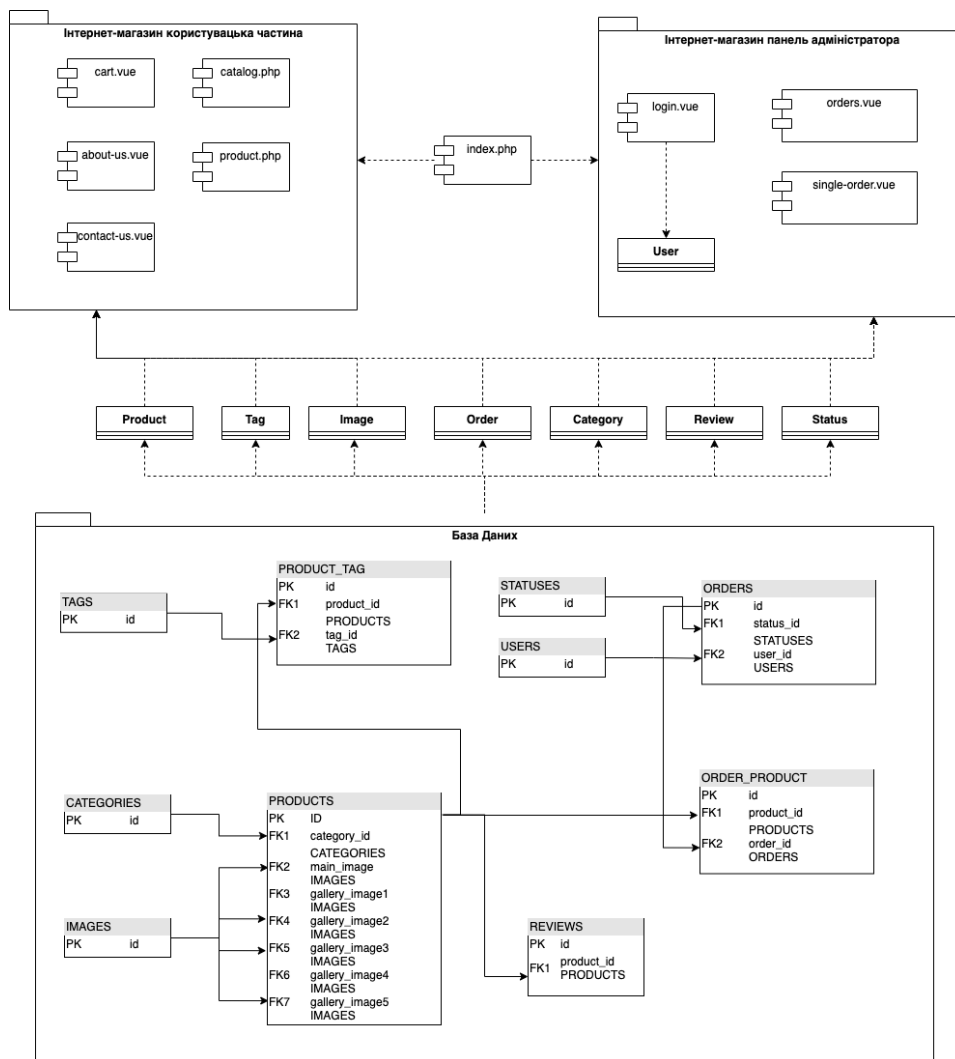 Інтернет-магазин користувацька частина
cart.vue
catalog.php
about-us.vue
product.php
contact-us.vue
index.php
Інтернет-магазин панель адміністратора
login.vue
orders.vue
single-order.vue
User
Product
Tag
Image
Order
Category
Review
Status
База Даних
TAGS
PK id
PRODUCT_TAG
PK id
FK1 product_id
PRODUCTS
FK2 tag_id
TAGS
STATUSES
PK id
USERS
PK id
ORDERS
PK id
FK1 status_id
STATUSES
FK2 user_id
USERS
CATEGORIES
PK id
IMAGES
PK id
PRODUCTS
PK ID
FK1 category_id
CATEGORIES
FK2 main_image
IMAGES
FK3 gallery_image1
IMAGES
FK4 gallery_image2
IMAGES
FK5 gallery_image3
IMAGES
FK6 gallery_image4
IMAGES
FK7 gallery_image5
IMAGES
ORDER_PRODUCT
PK id
FK1 product_id
PRODUCTS
FK2 order_id
ORDERS
REVIEWS
PK id
FK1 product_id
PRODUCTS